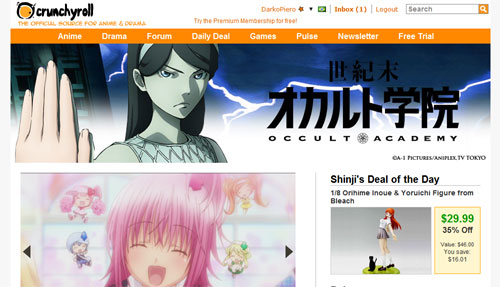 crunchyroll
THE OFFICIAL SOURCE FOR ANIME & DRAMA
DarkoPiero ▼ | Inbox (1) | Logout
Search
Try the Premium Membership for free!
Anime Drama Forum Daily Deal Games Pulse Newsletter Free Trial
世紀末
オカルト学院
OCCULT ACADEMY
©A-1 PICTURES/ANIPLEX,TV TOKYO
Shinji's Deal of the Day
1/8 Orihime Inoue & Yoruichi Figure from
Bleach
$29.99
35% Off
Value: $46.00
You save:
$16.01